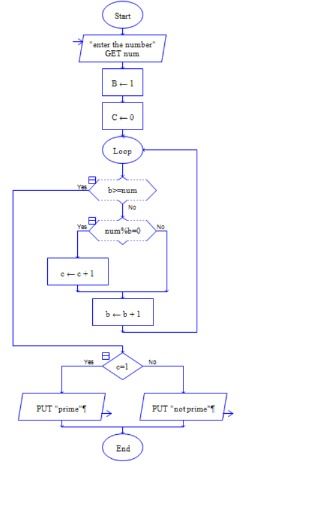 Start
"enter the number"
GET num
B ← 1
C ← 0
Loop
Yes
b>=num
No
Yes
num%b=0
No
c ← c + 1
b ← b + 1
Yes
c=1
No
PUT "prime"¶
PUT "not prime"¶
End